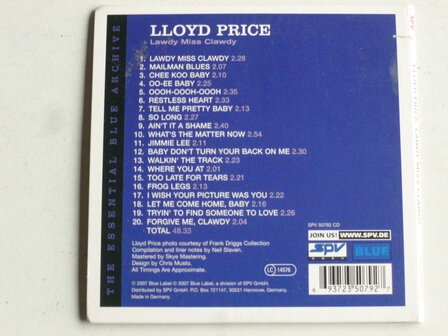 LLOYD PRICE
Lawdy Miss Clawdy
THE ESSENTIAL BLUE ARCHIVE
1. LAWDY MISS CLAWDY 2.28
2. MAILMAN BLUES 2.07
3. CHEE KOO BABY 2.10
4. OO-EE BABY 2.25
5. OOOH-OOOH-OOOH 2.35
6. RESTLESS HEART 2.33
7. TELL ME PRETTY BABY 2.13
8. SO LONG 2.27
9. AIN'T IT A SHAME 2.40
10. WHAT'S THE MATTER NOW 2.54
11. JIMMIE LEE 2.11
12. BABY DON'T TURN YOUR BACK ON ME 2.30
13. WALKIN' THE TRACK 2.23
14. WHERE YOU AT 2.01
15. TOO LATE FOR TEARS 2.21
16. FROG LEGS 2.13
17. I WISH YOUR PICTURE WAS YOU 2.22
18. LET ME COME HOME, BABY 2.16
19. TRYIN' TO FIND SOMEONE TO LOVE 2.26
20. FORGIVE ME, CLAWDY 2.04
TOTAL 48.33
Lloyd Price photo courtesy of Frank Driggs Collection
Compilation and liner notes by Neil Slaven.
Mastered by Skye Mastering.
Design by Chris Musto.
All Timings Are Approximate.
LC 14576
SPV 50792 CD
JOIN US! WWW.SPV.DE
SPV
BLUE
6 93723 50792 7
℗ 2007 Blue Label © 2007 Blue Label, a division of SPV GmbH.
Distributed by SPV GmbH. P.O. Box 721147, 30531 Hannover, Germany.
Made in Germany.